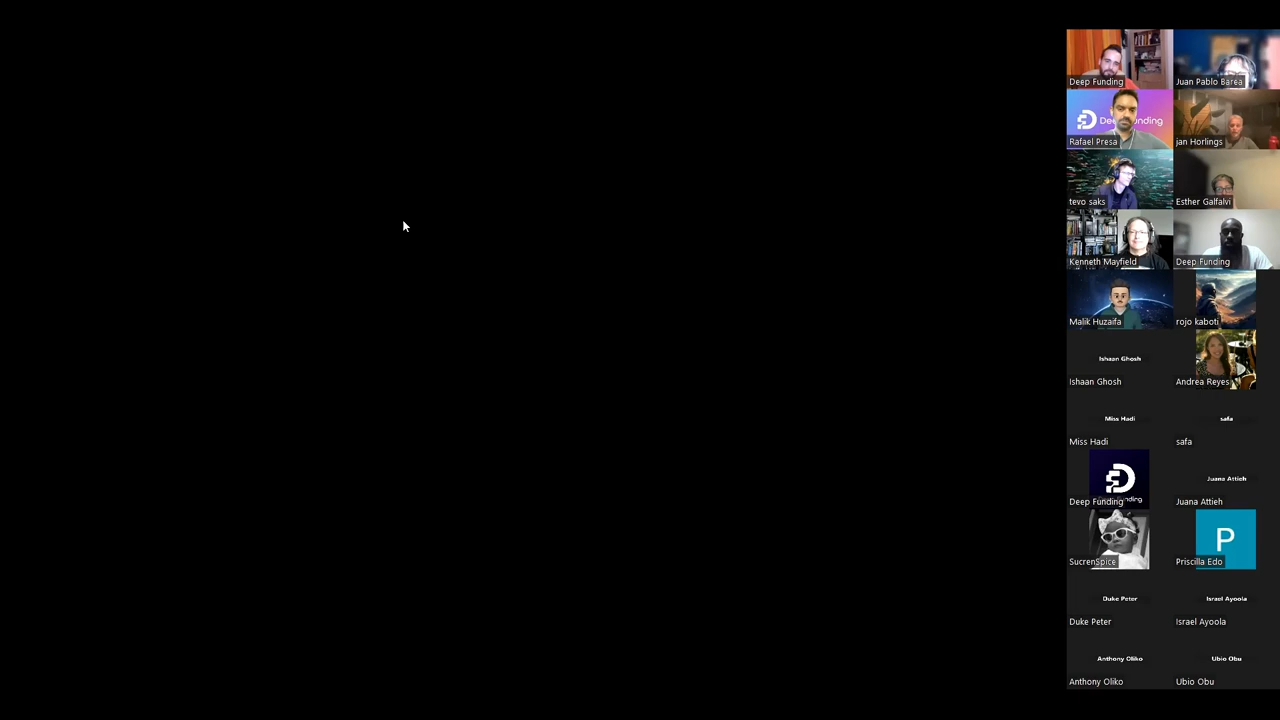 Deep Funding
Juan Pablo Barea
Deep Funding
Rafael Presa
jan Horlings
tevo saks
Esther Galfalvi
Kenneth Mayfield
Deep Funding
Malik Huzaifa
rojo kaboti
Ishaan Ghosh
Ishaan Ghosh
Andrea Reyes
Miss Hadi
safa
Miss Hadi
safa
Juana Attieh
Deep Funding
Juana Attieh
P
SucrenSpice
Priscilla Edo
Duke Peter
Israel Ayoola
Duke Peter
Israel Ayoola
Anthony Oliko
Ubio Obu
Anthony Oliko
Ubio Obu